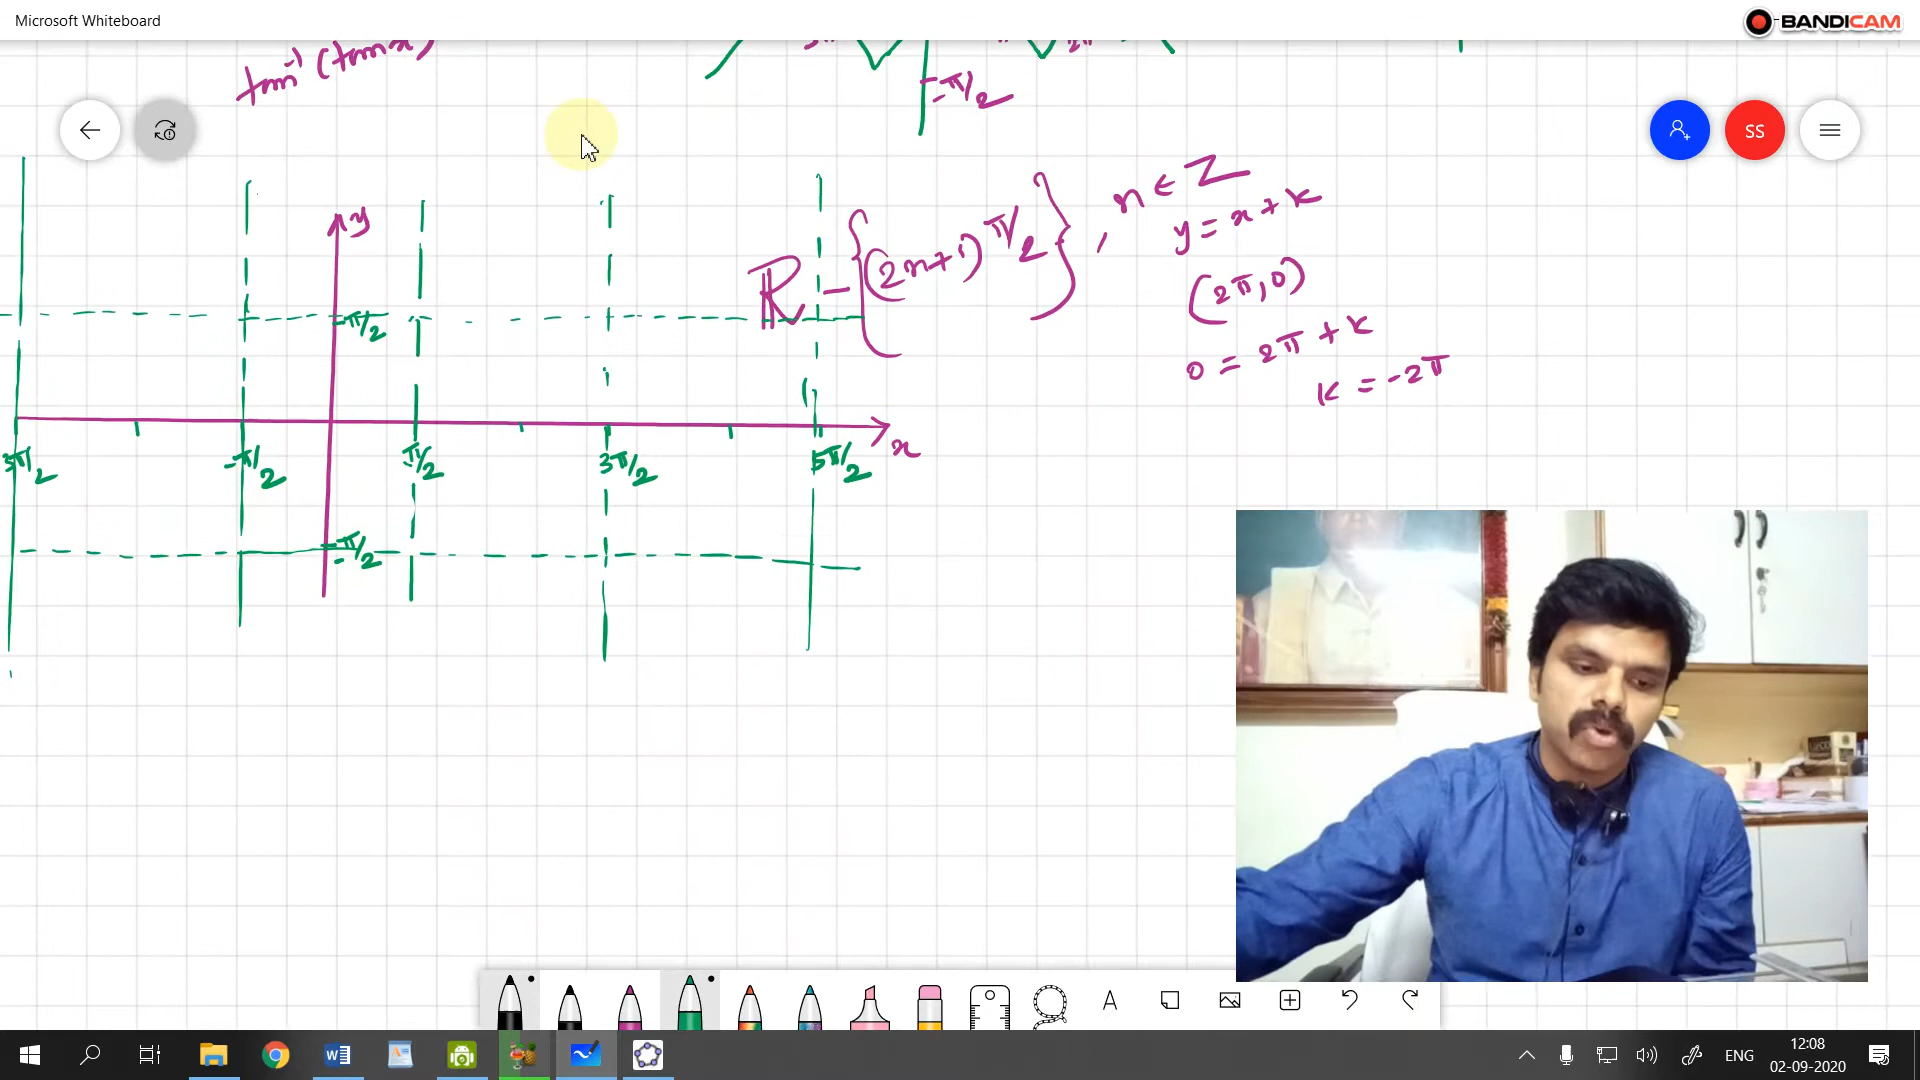 Microsoft Whiteboard
BANDICAM
tan⁻¹(tan x)
-π/2
SS
y
ℝ - {(2n+1) π/2}, n ∈ Z
y = x + k
(2π, 0)
0 = 2π + k
k = -2π
π/2
x
3π/2
-π/2
π/2
3π/2
5π/2
-π/2
A
W
ENG
12:08
02-09-2020